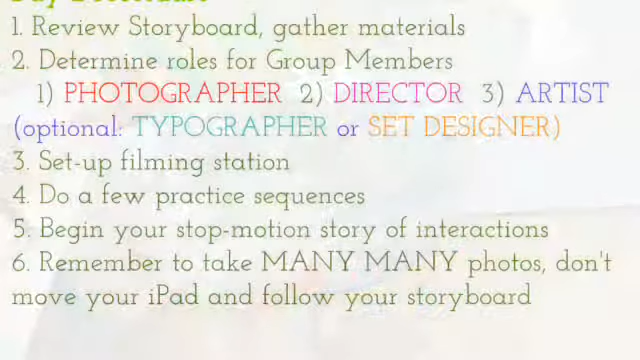 1. Review Storyboard, gather materials
2. Determine roles for Group Members
1) PHOTOGRAPHER 2) DIRECTOR 3) ARTIST
(optional: TYPOGRAPHER or SET DESIGNER)
3. Set-up filming station
4. Do a few practice sequences
5. Begin your stop-motion story of interactions
6. Remember to take MANY MANY photos, don't
move your iPad and follow your storyboard